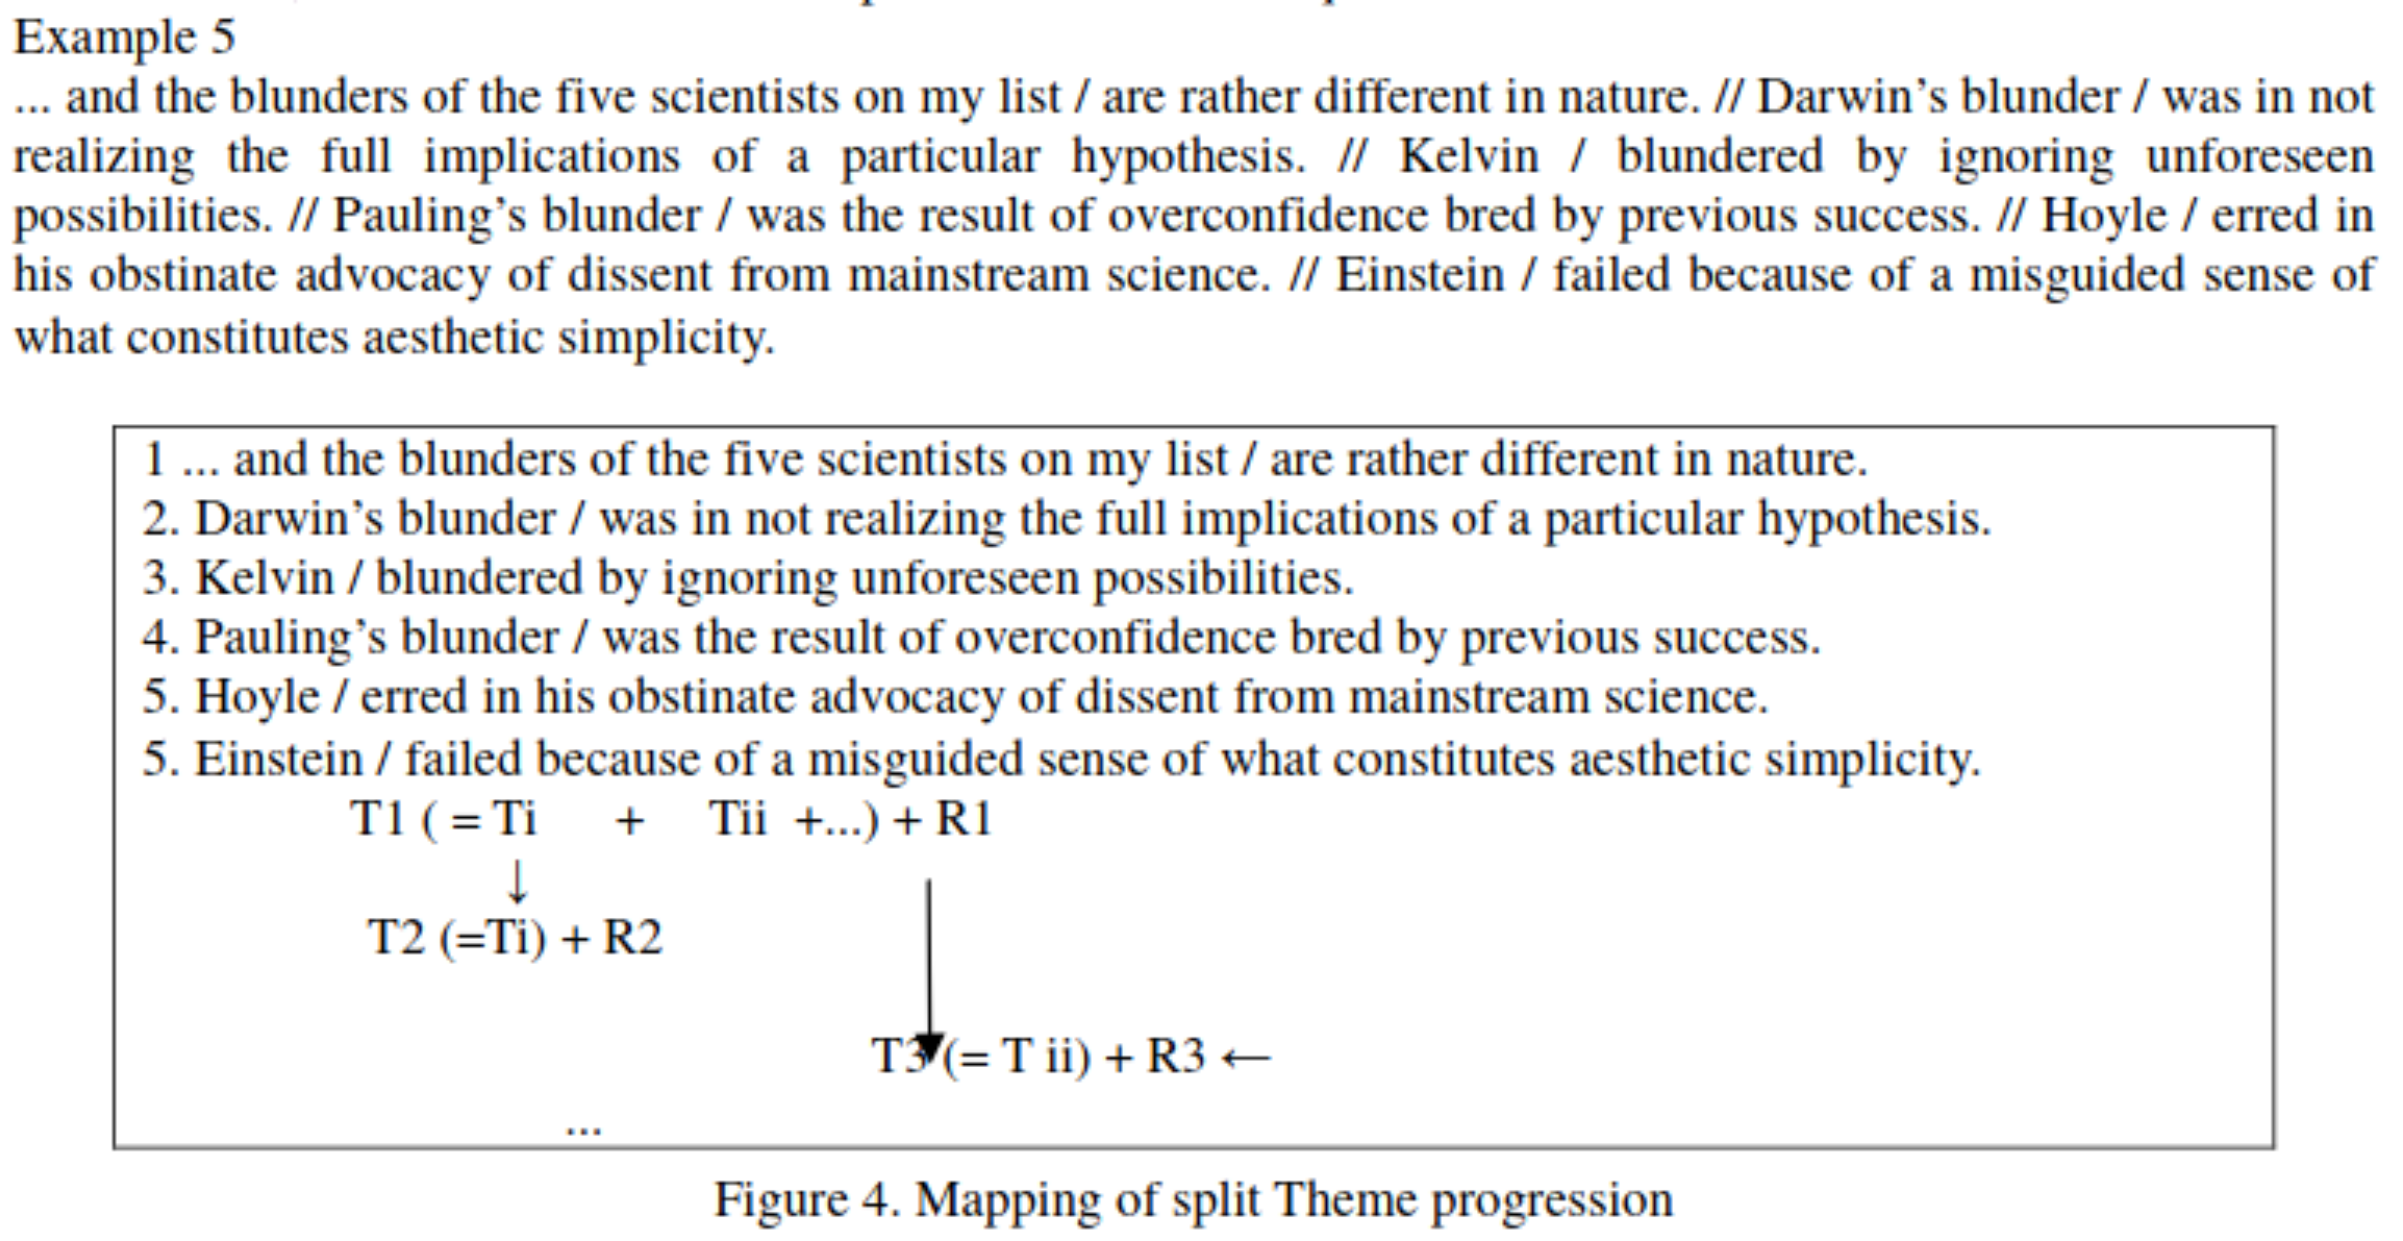 Example 5
... and the blunders of the five scientists on my list / are rather different in nature. // Darwin’s blunder / was in not
realizing the full implications of a particular hypothesis. // Kelvin / blundered by ignoring unforeseen
possibilities. // Pauling’s blunder / was the result of overconfidence bred by previous success. // Hoyle / erred in
his obstinate advocacy of dissent from mainstream science. // Einstein / failed because of a misguided sense of
what constitutes aesthetic simplicity.
1 ... and the blunders of the five scientists on my list / are rather different in nature.
2. Darwin’s blunder / was in not realizing the full implications of a particular hypothesis.
3. Kelvin / blundered by ignoring unforeseen possibilities.
4. Pauling’s blunder / was the result of overconfidence bred by previous success.
5. Hoyle / erred in his obstinate advocacy of dissent from mainstream science.
5. Einstein / failed because of a misguided sense of what constitutes aesthetic simplicity.
T1 ( = Ti + Tii +...) + R1
↓
T2 (=Ti) + R2
T3 (= T ii) + R3 ←
...
Figure 4. Mapping of split Theme progression